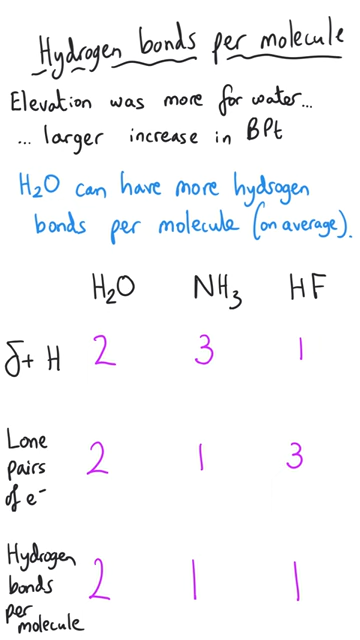 Hydrogen bonds per molecule
Elevation was more for water...
... larger increase in BPt
H₂O can have more hydrogen
bonds per molecule (on average).
H₂O NH₃ HF
δ+ H 2 3 1
Lone
pairs 2 1 3
of e⁻
Hydrogen
bonds 2 1 1
per
molecule